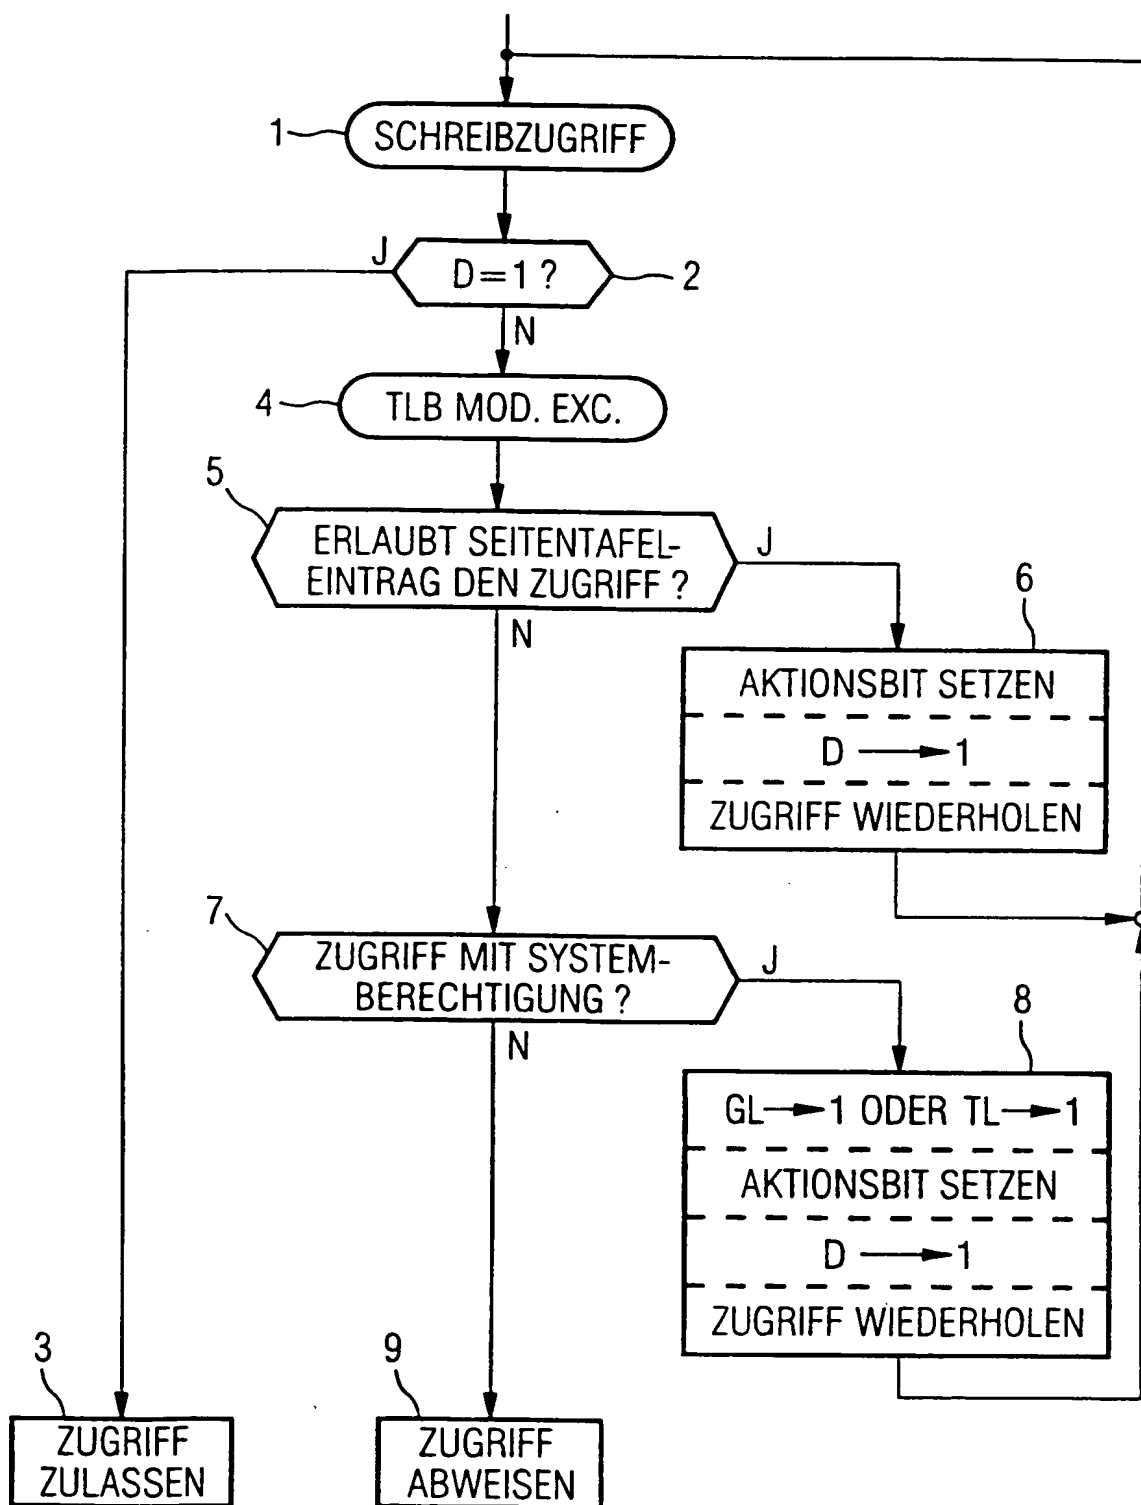 1
SCHREIBZUGRIFF
J
D=1 ?
2
N
4
TLB MOD. EXC.
5
ERLAUBT SEITENTAFEL-
EINTRAG DEN ZUGRIFF ?
J
N
6
AKTIONSBIT SETZEN
D → 1
ZUGRIFF WIEDERHOLEN
7
ZUGRIFF MIT SYSTEM-
BERECHTIGUNG ?
J
N
8
GL→1 ODER TL→1
AKTIONSBIT SETZEN
D → 1
ZUGRIFF WIEDERHOLEN
3
ZUGRIFF
ZULASSEN
9
ZUGRIFF
ABWEISEN